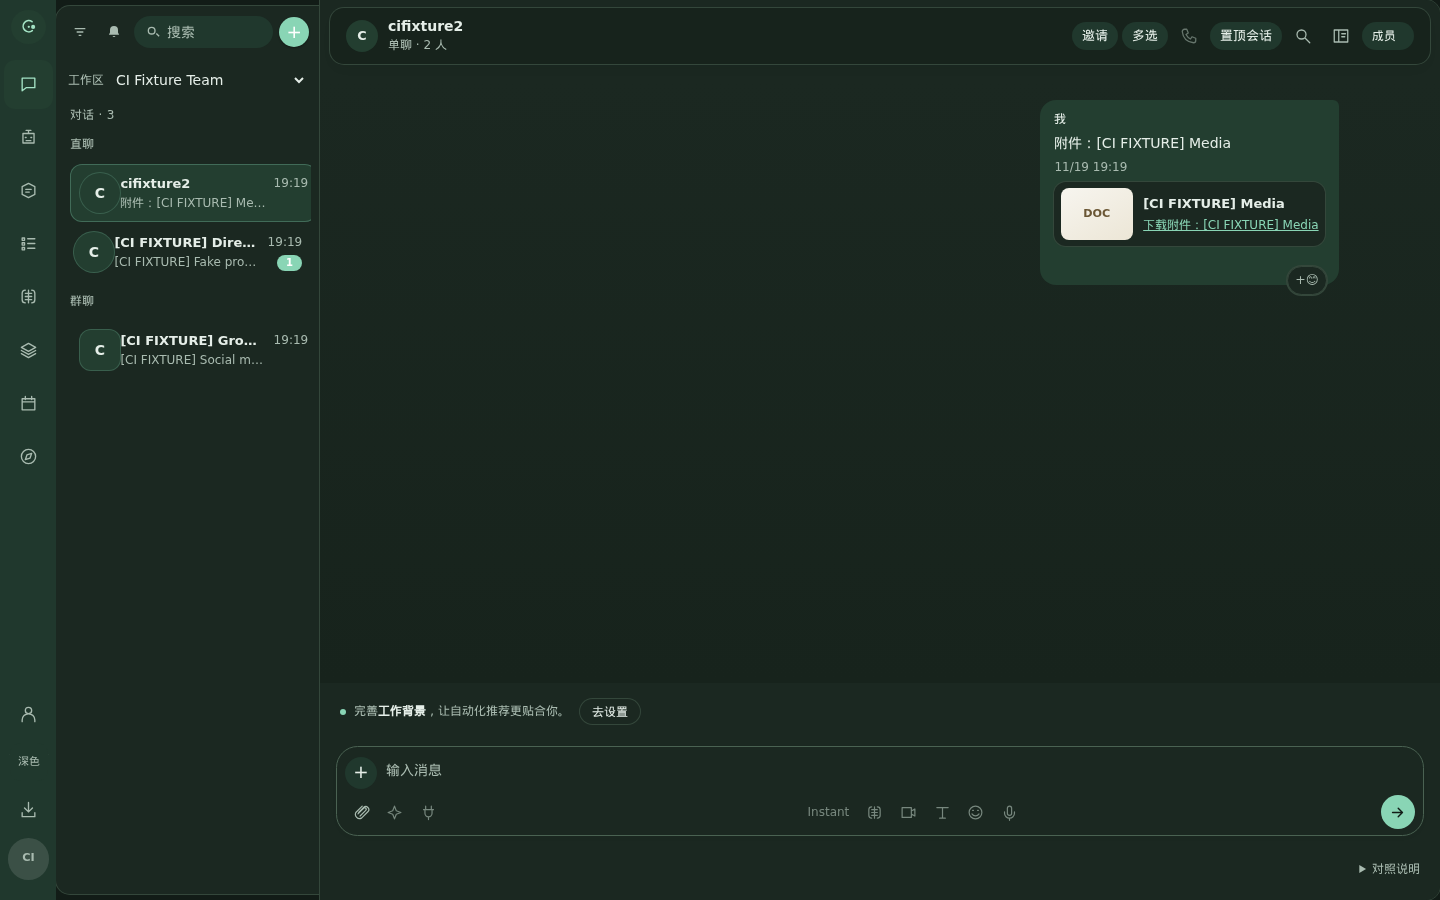 搜索
工作区 CI Fixture Team
对话 · 3
直聊
C cifixture2 19:19
附件：[CI FIXTURE] Me...
C [CI FIXTURE] Dire... 19:19
[CI FIXTURE] Fake pro... 1
群聊
C [CI FIXTURE] Gro... 19:19
[CI FIXTURE] Social m...
深色
CI
C cifixture2
单聊 · 2 人
邀请 多选 置顶会话 成员
我
附件：[CI FIXTURE] Media
11/19 19:19
DOC [CI FIXTURE] Media
下载附件：[CI FIXTURE] Media
+😊
完善工作背景，让自动化推荐更贴合你。 去设置
+ 输入消息
Instant
▶ 对照说明